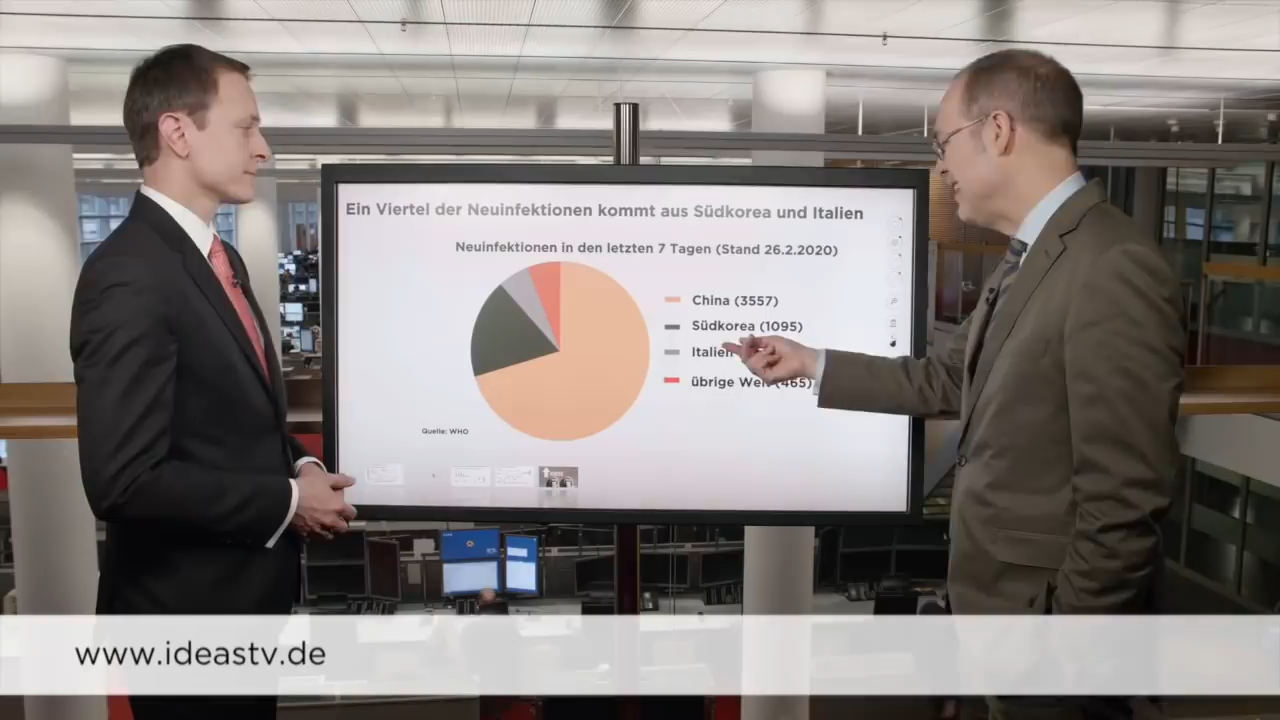 Ein Viertel der Neuinfektionen kommt aus Südkorea und Italien
Neuinfektionen in den letzten 7 Tagen (Stand 26.2.2020)
China (3557)
Südkorea (1095)
Italien
übrige Welt (465)
Quelle: WHO
www.ideastv.de